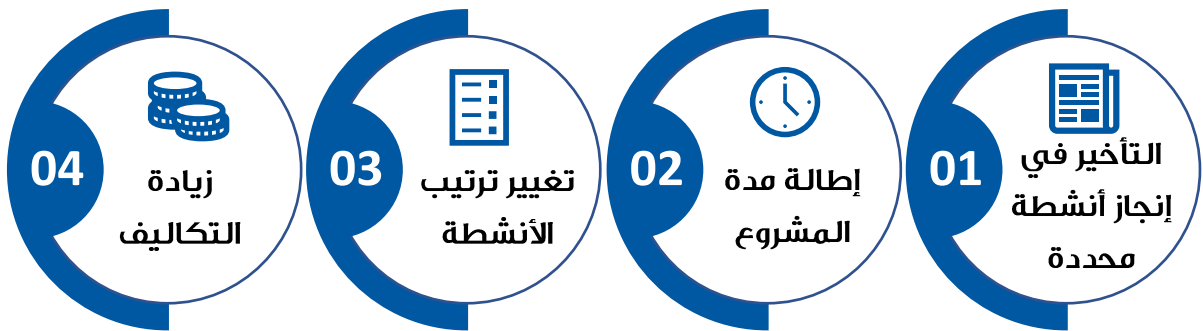 01
التأخير في
إنجاز أنشطة
محددة
02
إطالة مدة
المشروع
03
تغيير ترتيب
الأنشطة
04
زيادة
التكاليف